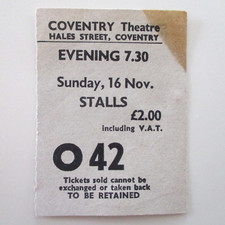 COVENTRY Theatre
HALES STREET, COVENTRY
EVENING 7.30
Sunday, 16 Nov.
STALLS
£2.00
including V.A.T.
O 42
Tickets sold cannot be
exchanged or taken back
TO BE RETAINED